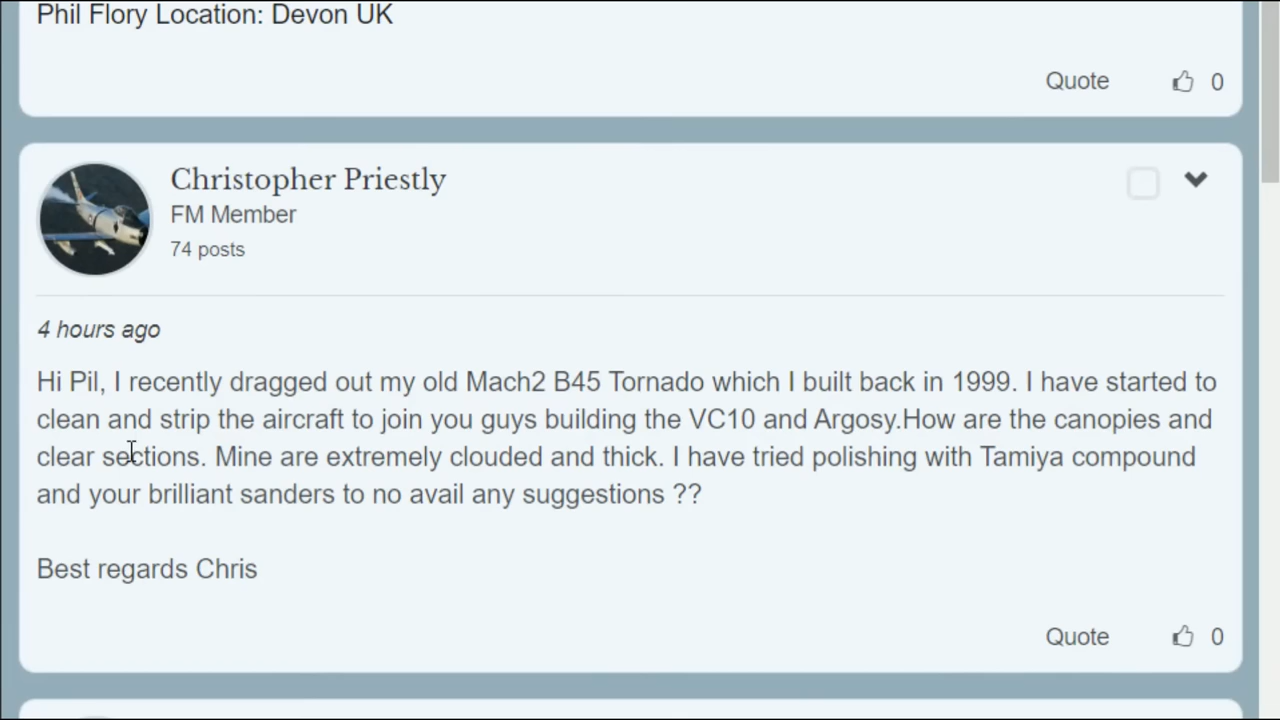 Phil Flory Location: Devon UK
Quote 0
Christopher Priestly
FM Member
74 posts
4 hours ago
Hi Pil, I recently dragged out my old Mach2 B45 Tornado which I built back in 1999. I have started to
clean and strip the aircraft to join you guys building the VC10 and Argosy.How are the canopies and
clear sections. Mine are extremely clouded and thick. I have tried polishing with Tamiya compound
and your brilliant sanders to no avail any suggestions ??
Best regards Chris
Quote 0